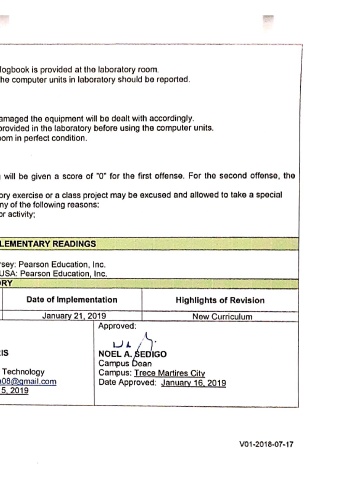 logbook is provided at the laboratory room.
he computer units in laboratory should be reported.
amaged the equipment will be dealt with accordingly.
provided in the laboratory before using the computer units.
oom in perfect condition.
will be given a score of "0" for the first offense. For the second offense, the
ory exercise or a class project may be excused and allowed to take a special
ny of the following reasons:
or activity;
LEMENTARY READINGS
rsey: Pearson Education, Inc.
USA: Pearson Education, Inc.
ORY
Date of Implementation Highlights of Revision
January 21, 2019 New Curriculum
Approved:
IS NOEL A. SEDIGO
Campus Dean
Technology Campus: Trece Martires City
08@gmail.com Date Approved: January 16, 2019
5, 2019
V01-2018-07-17